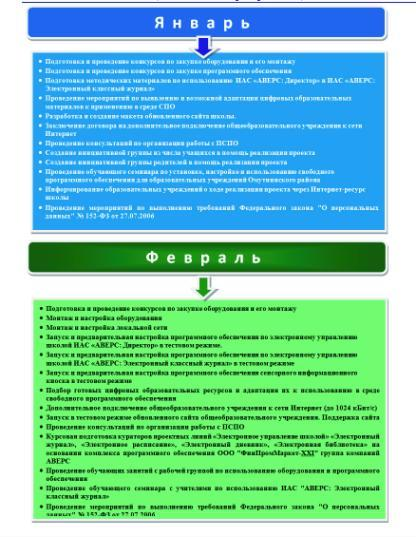 Январь
• Подготовка и проведение конкурсов по закупке оборудования и его монтажу
• Подготовка и проведение конкурсов по закупке программного обеспечения
• Подготовка методических материалов по использованию ИАС «АВЕРС: Директор» и ИАС «АВЕРС:
Электронный классный журнал»
• Проведение мероприятий по выявлению и возможной адаптации цифровых образовательных
материалов к применению в среде СПО
• Разработка и создание макета обновленного сайта школы.
• Заключение договора на дополнительное подключение общеобразовательного учреждения к сети
Интернет
• Проведение консультаций по организации работы с ПСПО
• Создание инициативной группы из числа учащихся в помощь реализации проекта
• Создание инициативной группы родителей в помощь реализации проекта
• Проведение обучающего семинара по установке, настройке и использованию свободного
программного обеспечения для образовательных учреждений Омутнинского района
• Информирование образовательных учреждений о ходе реализации проекта через Интернет-ресурс
школы
• Проведение мероприятий по выполнению требований Федерального закона "О персональных
данных" № 152-ФЗ от 27.07.2006
Февраль
• Подготовка и проведение конкурсов по закупке оборудования и его монтажу
• Монтаж и настройка оборудования
• Монтаж и настройка локальной сети
• Запуск и предварительная настройка программного обеспечения по электронному управлению
школой ИАС «АВЕРС: Директор» в тестовом режиме.
• Запуск и предварительная настройка программного обеспечения по электронному управлению
школой ИАС «АВЕРС: Электронный классный журнал» в тестовом режиме
• Запуск и предварительная настройка программного обеспечения сенсорного информационного
киоска в тестовом режиме
• Подбор готовых цифровых образовательных ресурсов и адаптация их к использованию в среде
свободного программного обеспечения
• Дополнительное подключение общеобразовательного учреждения к сети Интернет (до 1024 кБит/с)
• Запуск в тестовом режиме обновленного сайта общеобразовательного учреждения. Поддержка сайта
• Проведение консультаций по организации работы с ПСПО
• Курсовая подготовка кураторов проектных линий «Электронное управление школой» «Электронный
журнал», «Электронное расписание», «Электронный дневник», «Электронная библиотека» на
основании комплекса программного обеспечения ООО "ФинПромМаркет-XXI" группа компаний
АВЕРС
• Проведение обучающих занятий с рабочей группой по использованию оборудования и программного
обеспечения
• Проведение обучающего семинара с учителями по использованию ИАС "АВЕРС: Электронный
классный журнал»
• Проведение мероприятий по выполнению требований Федерального закона "О персональных
данных" № 152-ФЗ от 27.07.2006